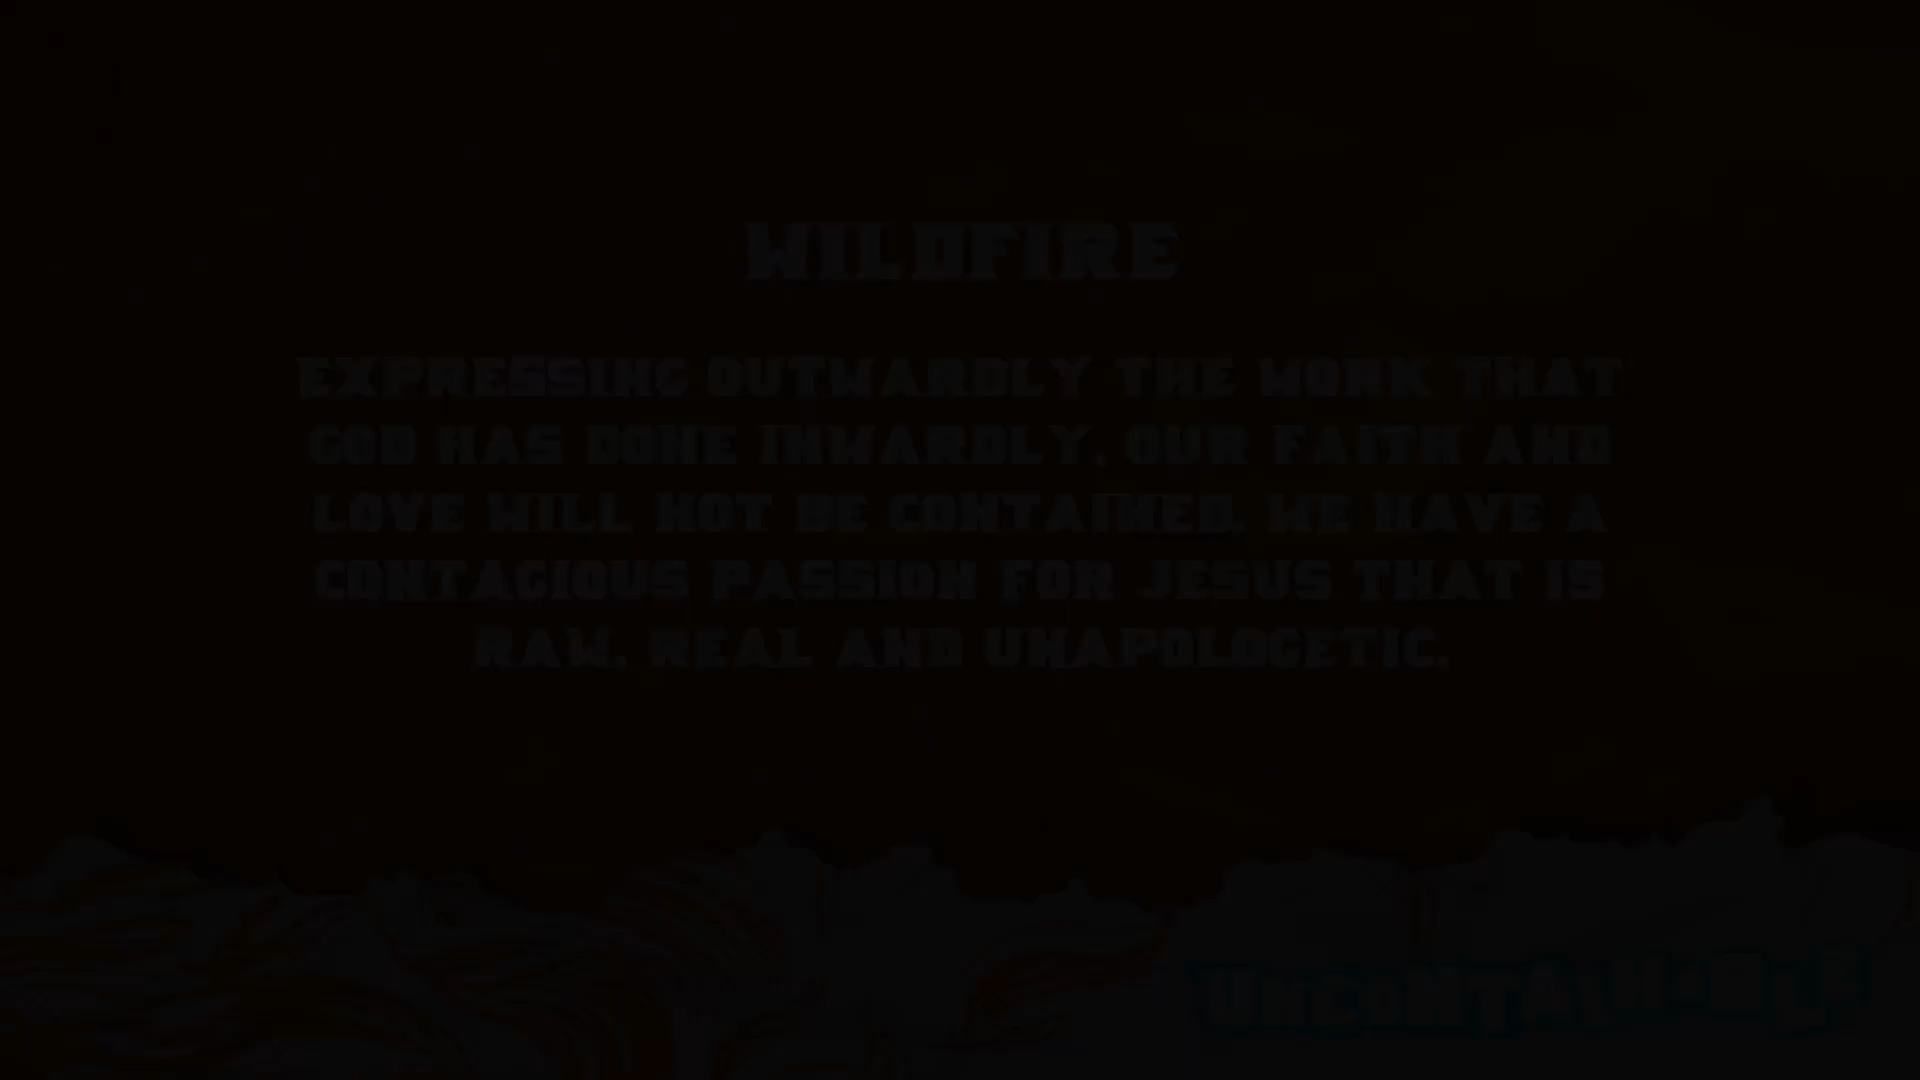 WILDFIRE
EXPRESSING OUTWARDLY THE WORK THAT
GOD HAS DONE INWARDLY. OUR FAITH AND
LOVE WILL NOT BE CONTAINED. WE HAVE A
CONTAGIOUS PASSION FOR JESUS THAT IS
RAW, REAL AND UNAPOLOGETIC.
UNCONTAINABLE